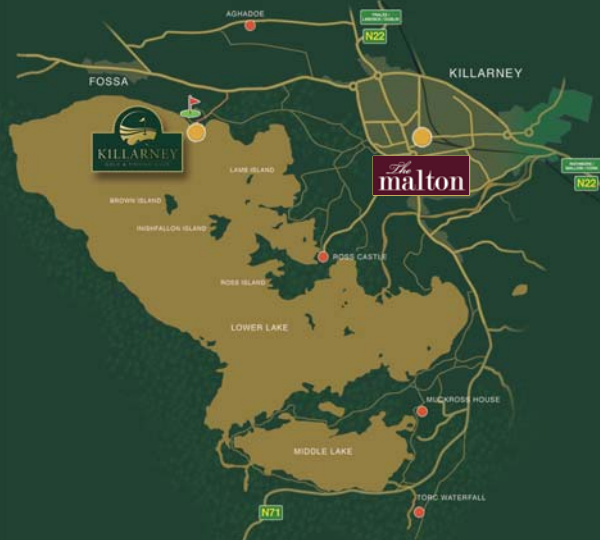 AGHADOE
N22
KILLARNEY
FOSSA
KILLARNEY
The
malton
N22
LAMB ISLAND
BROWN ISLAND
INISHFALLON ISLAND
ROSS CASTLE
ROSS ISLAND
LOWER LAKE
MUCKROSS HOUSE
MIDDLE LAKE
TORC WATERFALL
N71